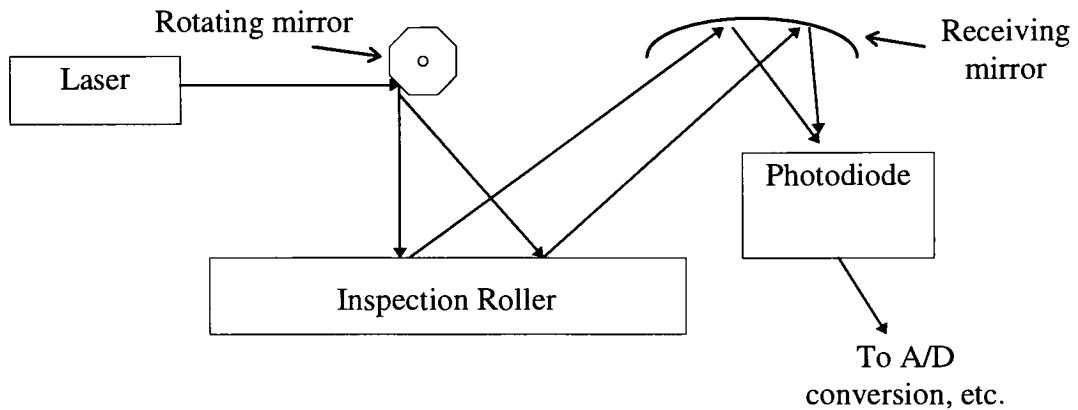 Rotating mirror
Laser
Receiving
mirror
Photodiode
Inspection Roller
To A/D
conversion, etc.